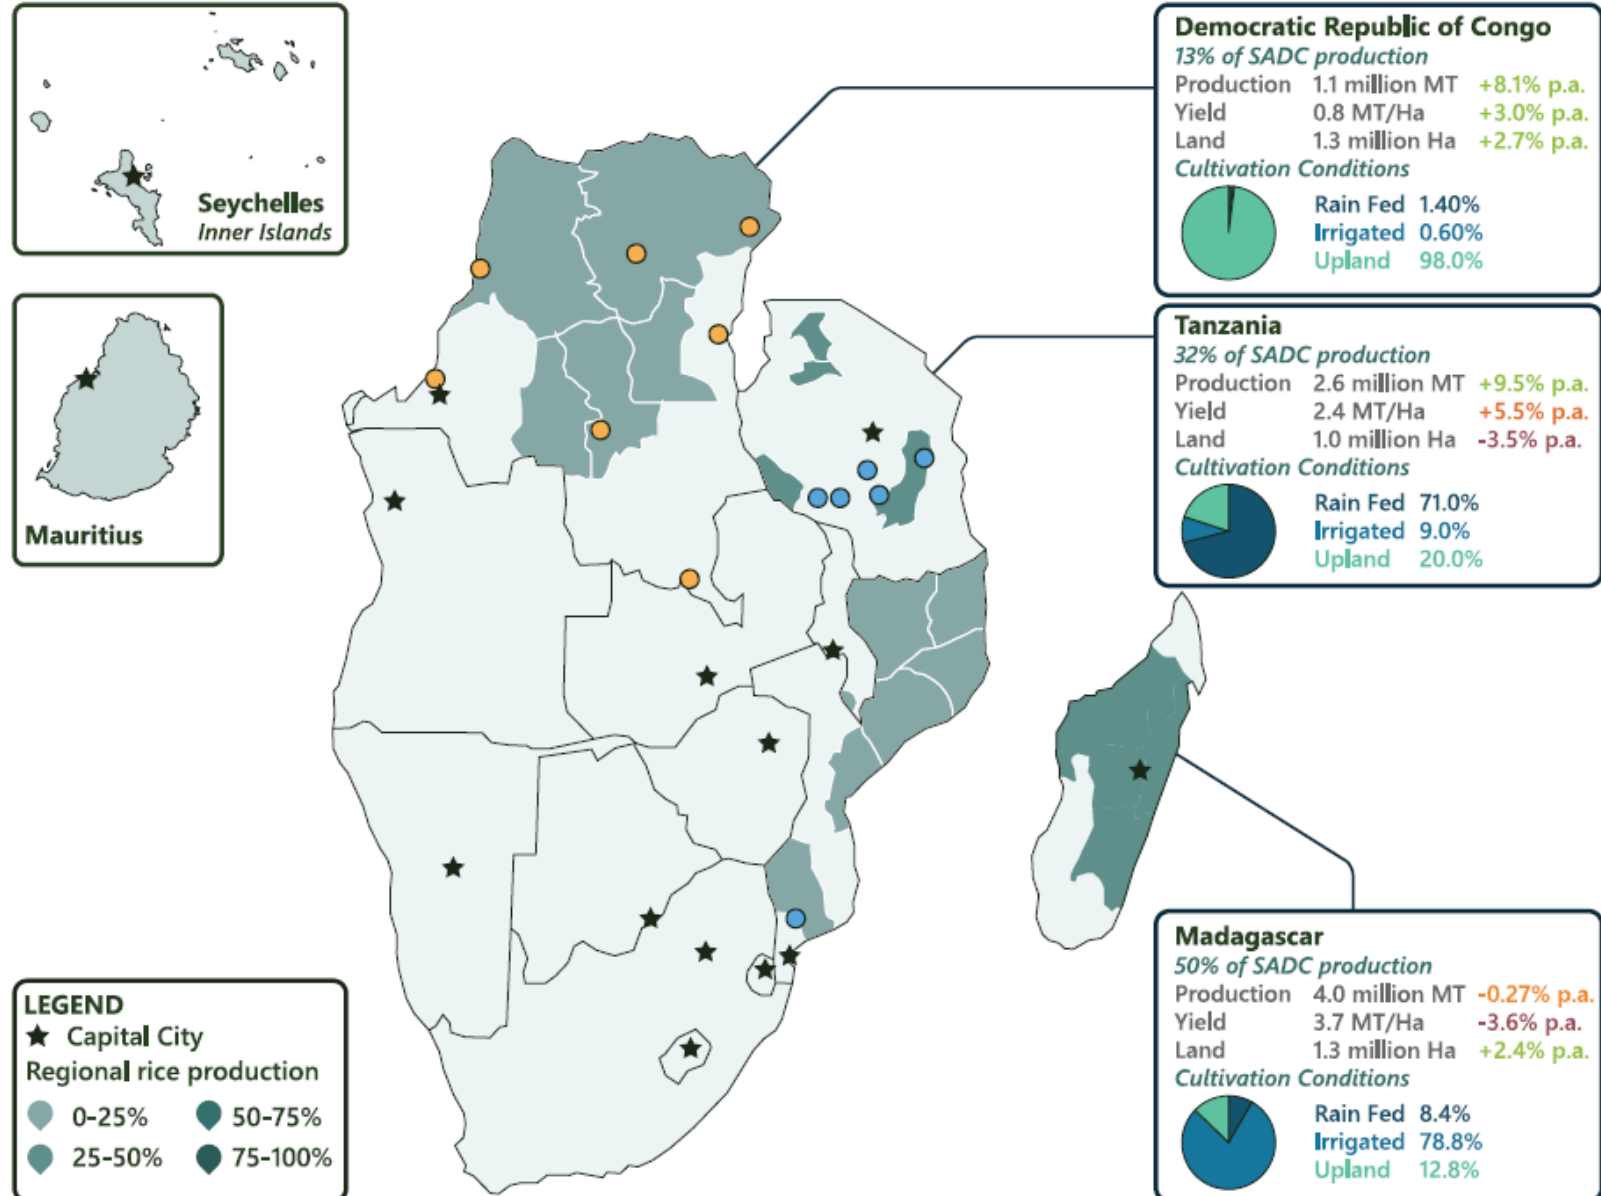 Seychelles
Inner Islands
Mauritius
Democratic Republic of Congo
13% of SADC production
Production 1.1 million MT +8.1% p.a.
Yield 0.8 MT/Ha +3.0% p.a.
Land 1.3 million Ha +2.7% p.a.
Cultivation Conditions
Rain Fed 1.40%
Irrigated 0.60%
Upland 98.0%
Tanzania
32% of SADC production
Production 2.6 million MT +9.5% p.a.
Yield 2.4 MT/Ha +5.5% p.a.
Land 1.0 million Ha -3.5% p.a.
Cultivation Conditions
Rain Fed 71.0%
Irrigated 9.0%
Upland 20.0%
Madagascar
50% of SADC production
Production 4.0 million MT -0.27% p.a.
Yield 3.7 MT/Ha -3.6% p.a.
Land 1.3 million Ha +2.4% p.a.
Cultivation Conditions
Rain Fed 8.4%
Irrigated 78.8%
Upland 12.8%
LEGEND
Capital City
Regional rice production
0-25% 50-75%
25-50% 75-100%